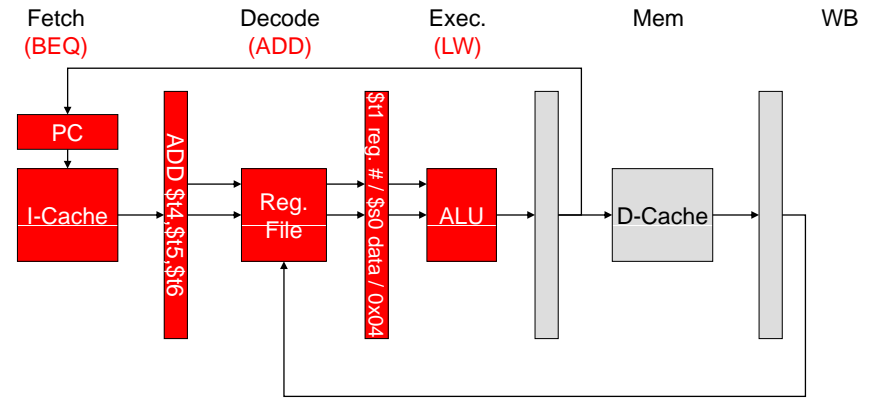 Fetch
(BEQ)
Decode
(ADD)
Exec.
(LW)
Mem
WB
PC
I-Cache
ADD $t4,$t5,$t6
Reg.
File
$t1 reg. # / $s0 data / 0x04
ALU
D-Cache